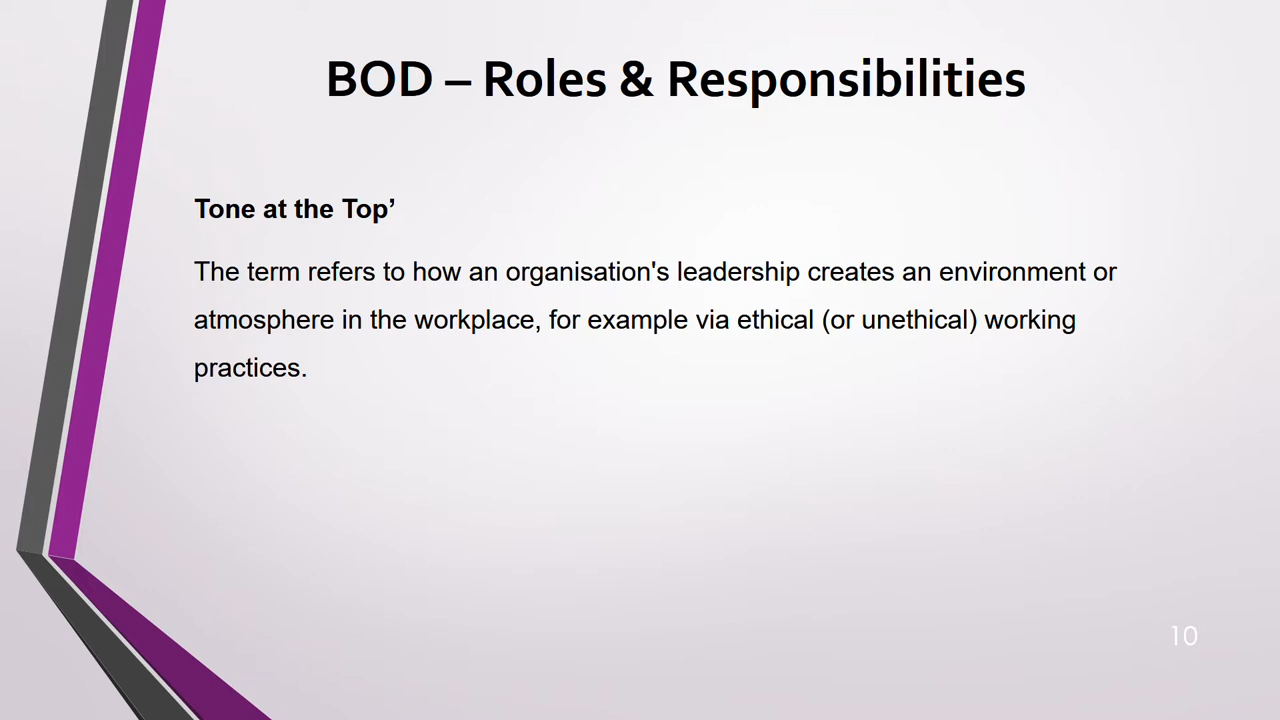 BOD – Roles & Responsibilities
Tone at the Top’
The term refers to how an organisation's leadership creates an environment or
atmosphere in the workplace, for example via ethical (or unethical) working
practices.
10